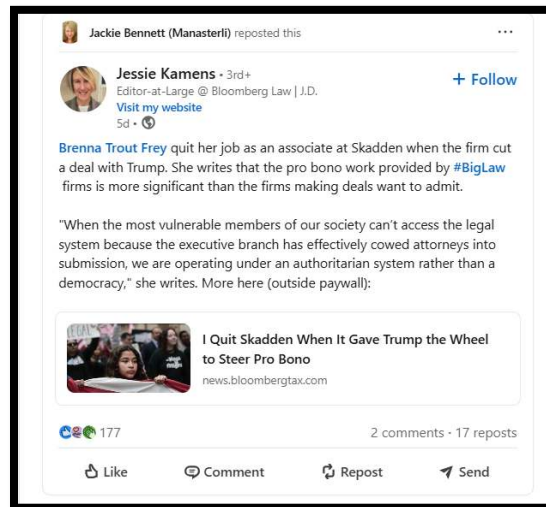 Jackie Bennett (Manasterli) reposted this
...
Jessie Kamens • 3rd+
+ Follow
Editor-at-Large @ Bloomberg Law | J.D.
Visit my website
5d •
Brenna Trout Frey quit her job as an associate at Skadden when the firm cut
a deal with Trump. She writes that the pro bono work provided by #BigLaw
firms is more significant than the firms making deals want to admit.
"When the most vulnerable members of our society can't access the legal
system because the executive branch has effectively cowed attorneys into
submission, we are operating under an authoritarian system rather than a
democracy," she writes. More here (outside paywall):
I Quit Skadden When It Gave Trump the Wheel
to Steer Pro Bono
news.bloombergtax.com
177
2 comments · 17 reposts
Like Comment Repost Send